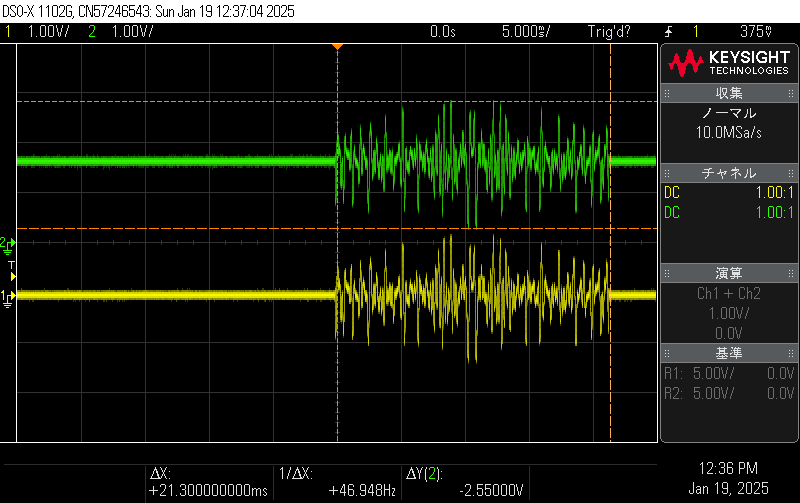 DSO-X 1102G, CN57246543: Sun Jan 19 12:37:04 2025
1 1.00V/ 2 1.00V/ 0.0s 5.000ms/ Trig'd? 1 375mV
KEYSIGHT
TECHNOLOGIES
収集
ノーマル
10.0MSa/s
チャネル
DC 1.00:1
DC 1.00:1
演算
Ch1 + Ch2
1.00V/
0.0V
基準
R1: 5.00V/ 0.0V
R2: 5.00V/ 0.0V
2
T
1
ΔX:
+21.300000000ms
1/ΔX:
+46.948Hz
ΔY(2):
-2.55000V
12:36 PM
Jan 19, 2025